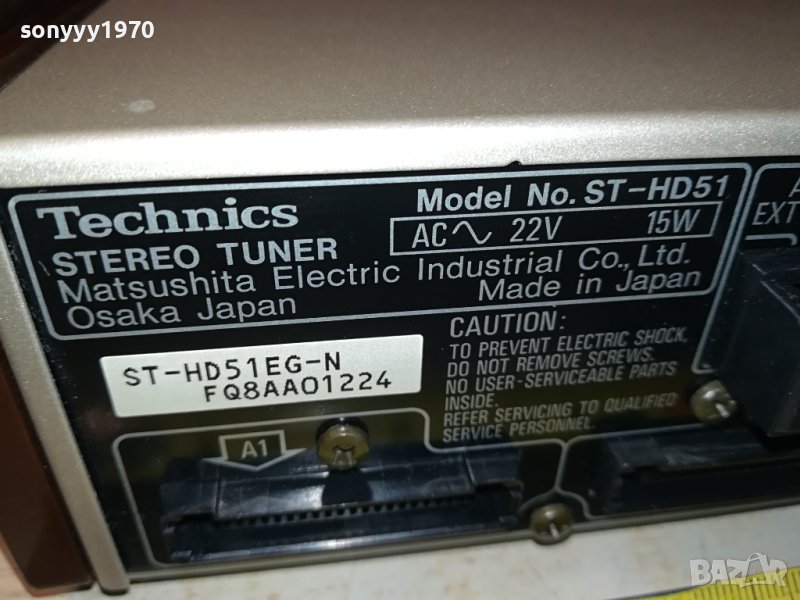 sonyyy1970
Technics
Model No. ST-HD51
STEREO TUNER
AC 22V 15W
Matsushita Electric Industrial Co., Ltd.
Osaka Japan
Made in Japan
EXT
ST-HD51EG-N
FQ8AA01224
CAUTION:
TO PREVENT ELECTRIC SHOCK,
DO NOT REMOVE SCREWS.
NO USER-SERVICEABLE PARTS
INSIDE.
REFER SERVICING TO QUALIFIED
SERVICE PERSONNEL.
A1
BAZAR